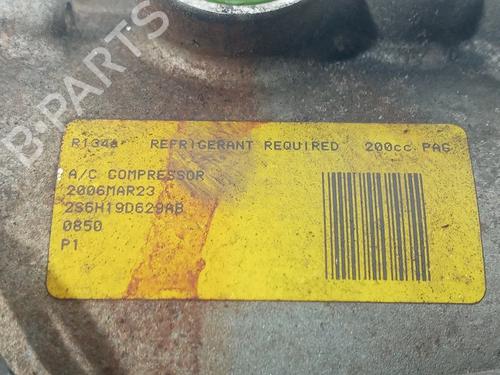 B-PARTS
R134a REFRIGERANT REQUIRED 200cc PAG
A/C COMPRESSOR
2006MAR23
2S6H19D629AB
0850
P1